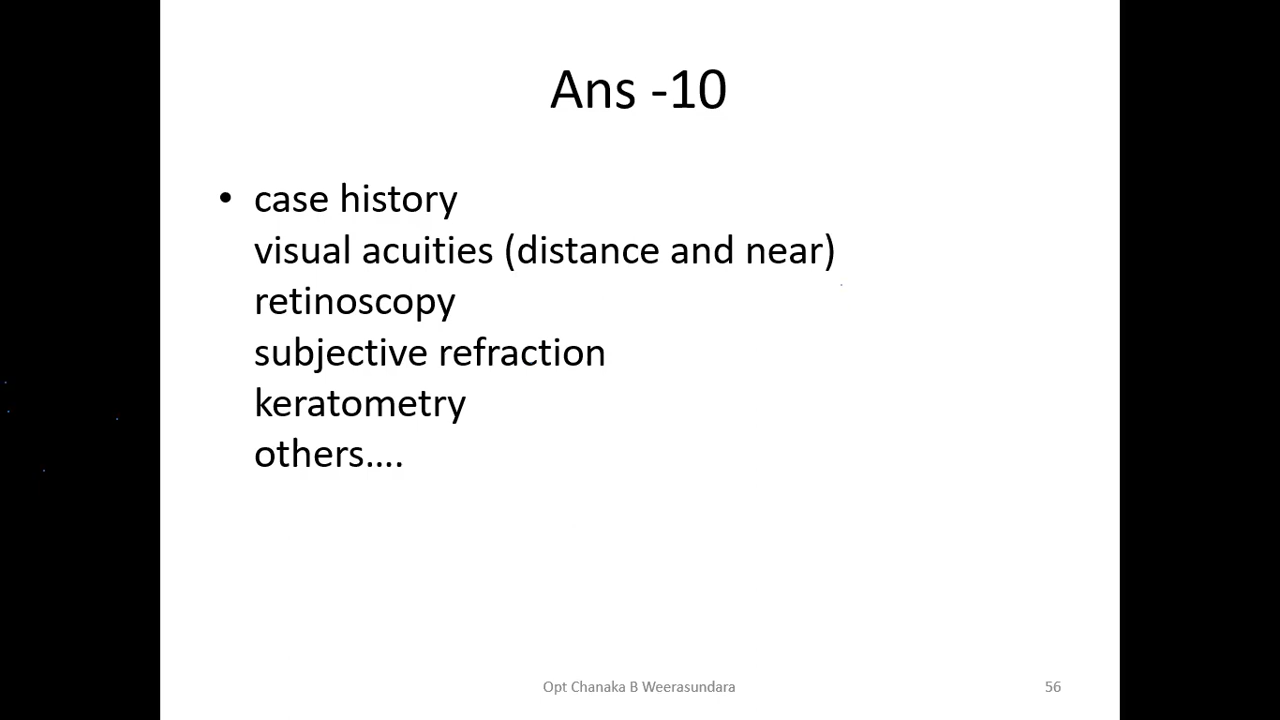 Ans -10
• case history
visual acuities (distance and near)
retinoscopy
subjective refraction
keratometry
others....
Opt Chanaka B Weerasundara
56